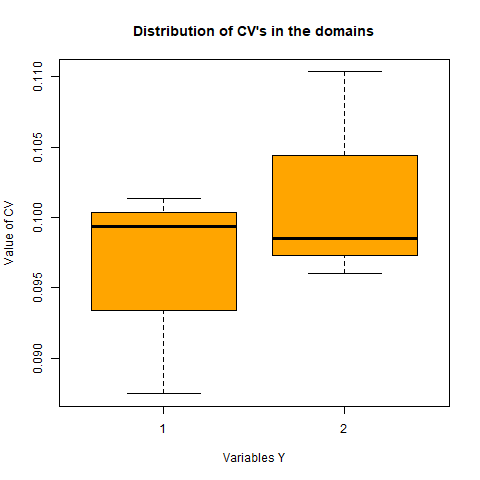 Distribution of CV's in the domains
0.110
0.105
0.100
0.095
0.090
Value of CV
1 2
Variables Y